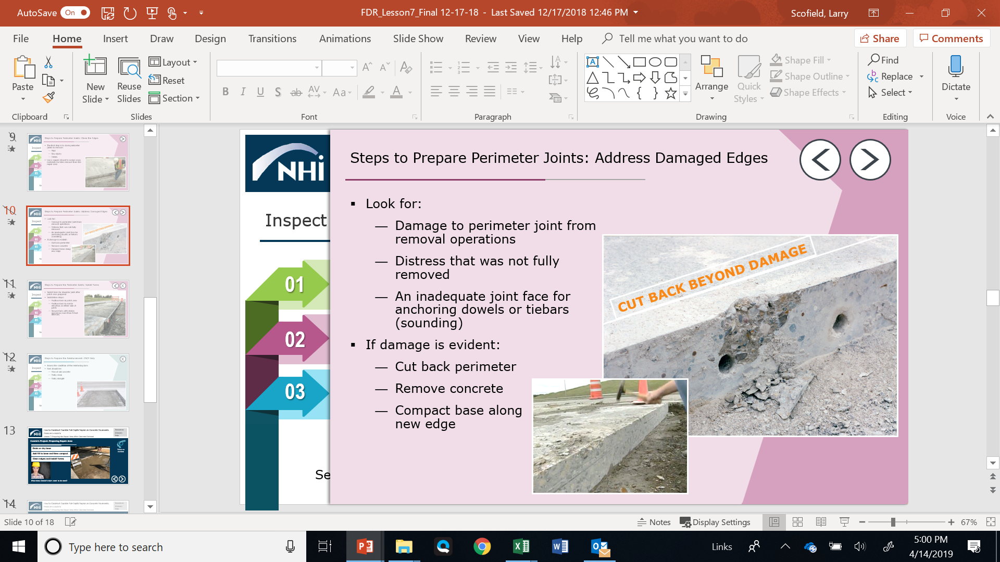 AutoSave On FDR_Lesson7_Final 12-17-18 - Last Saved 12/17/2018 12:46 PM Scofield, Larry
File Home Insert Draw Design Transitions Animations Slide Show Review View Help Tell me what you want to do Share Comments
Paste
New Slide
Reuse Slides
Layout
Reset
Section
Arrange
Quick Styles
Shape Fill
Shape Outline
Shape Effects
Find
Replace
Select
Dictate
Clipboard Slides Font Paragraph Drawing Editing Voice
9
10
11
12
13
14
NHi
Steps to Prepare Perimeter Joints: Address Damaged Edges
Inspect
01
02
03
Se
▪ Look for:
— Damage to perimeter joint from
removal operations
— Distress that was not fully
removed
— An inadequate joint face for
anchoring dowels or tiebars
(sounding)
▪ If damage is evident:
— Cut back perimeter
— Remove concrete
— Compact base along
new edge
CUT BACK BEYOND DAMAGE
Slide 10 of 18 Notes Display Settings 67%
Type here to search Links 5:00 PM
4/14/2019